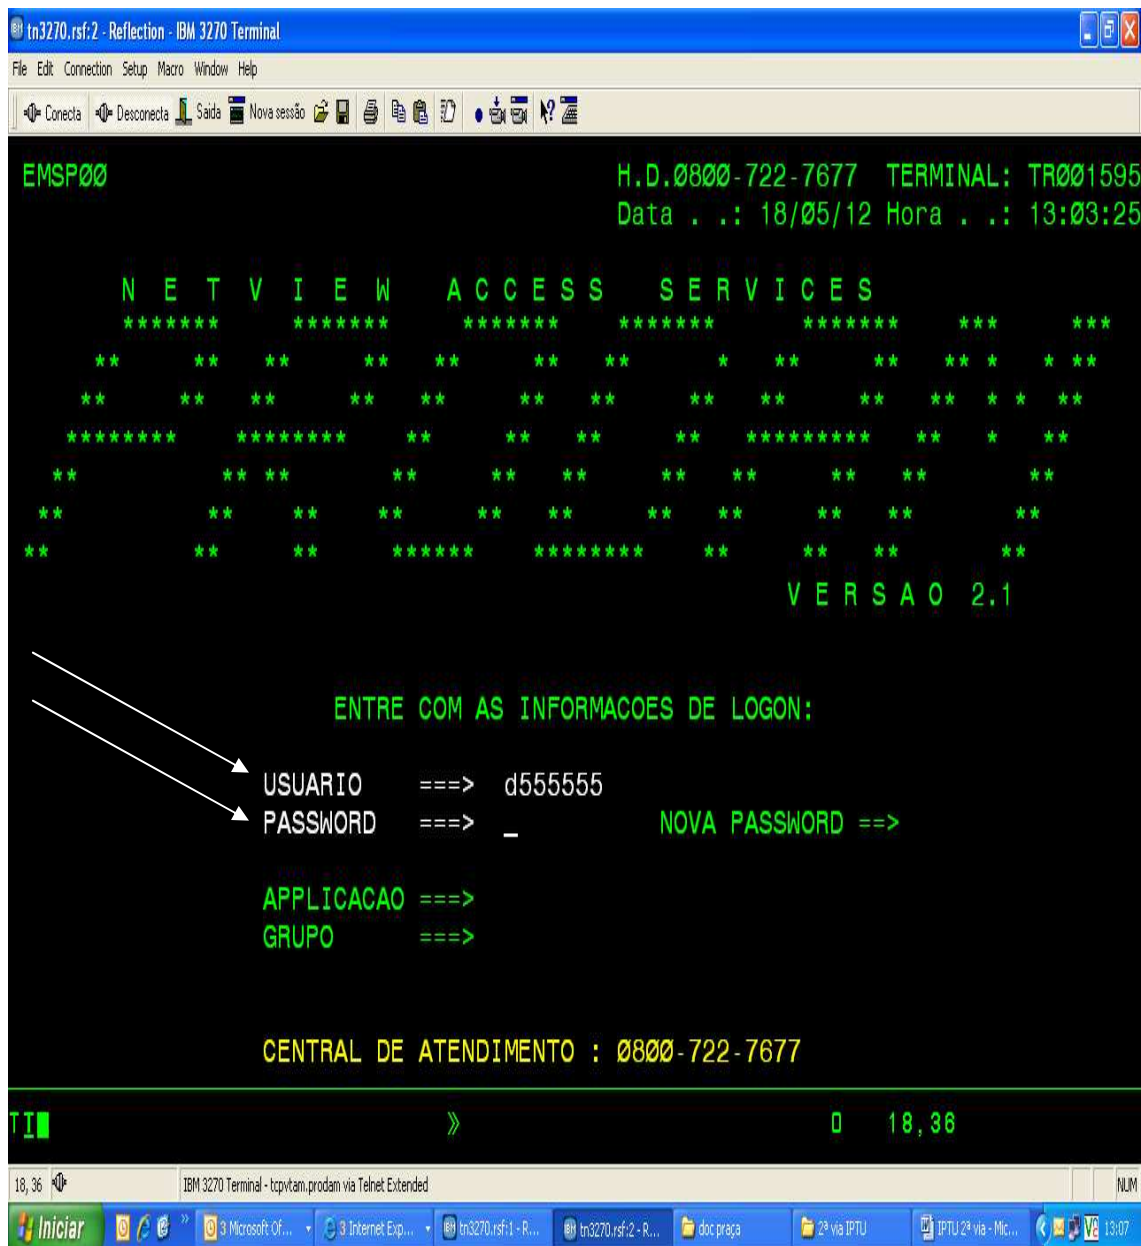 tn3270.rsf:2 - Reflection - IBM 3270 Terminal
File Edit Connection Setup Macro Window Help
Conecta Desconecta Saida Nova sessão
EMSPØØ H.D.Ø8ØØ-722-7677 TERMINAL: TRØØ1595
Data . .: 18/Ø5/12 Hora . .: 13:Ø3:25
N E T V I E W A C C E S S S E R V I C E S
******* ******* ******* ******* ******* *** ***
** ** ** ** ** ** ** * ** ** ** * * **
** ** ** ** ** ** ** ** ** ** ** * * **
******** ******** ** ** ** ** ********* ** * **
** ** ** ** ** ** ** ** ** ** **
** ** ** ** ** ** ** ** ** ** **
** ** ** ****** ******** ** ** ** **
V E R S A O 2.1
ENTRE COM AS INFORMACOES DE LOGON:
USUARIO ===> d555555
PASSWORD ===> _ NOVA PASSWORD ==>
APPLICACAO ===>
GRUPO ===>
CENTRAL DE ATENDIMENTO : Ø8ØØ-722-7677
TI » 18,36
18, 36 IBM 3270 Terminal - tcpvtam.prodam via Telnet Extended NUM
Iniciar » 3 Microsoft Of... 3 Internet Exp... tn3270.rsf:1 - R... tn3270.rsf:2 - R... doc praça 2ª via IPTU IPTU 2ª via - Mic... 13:07